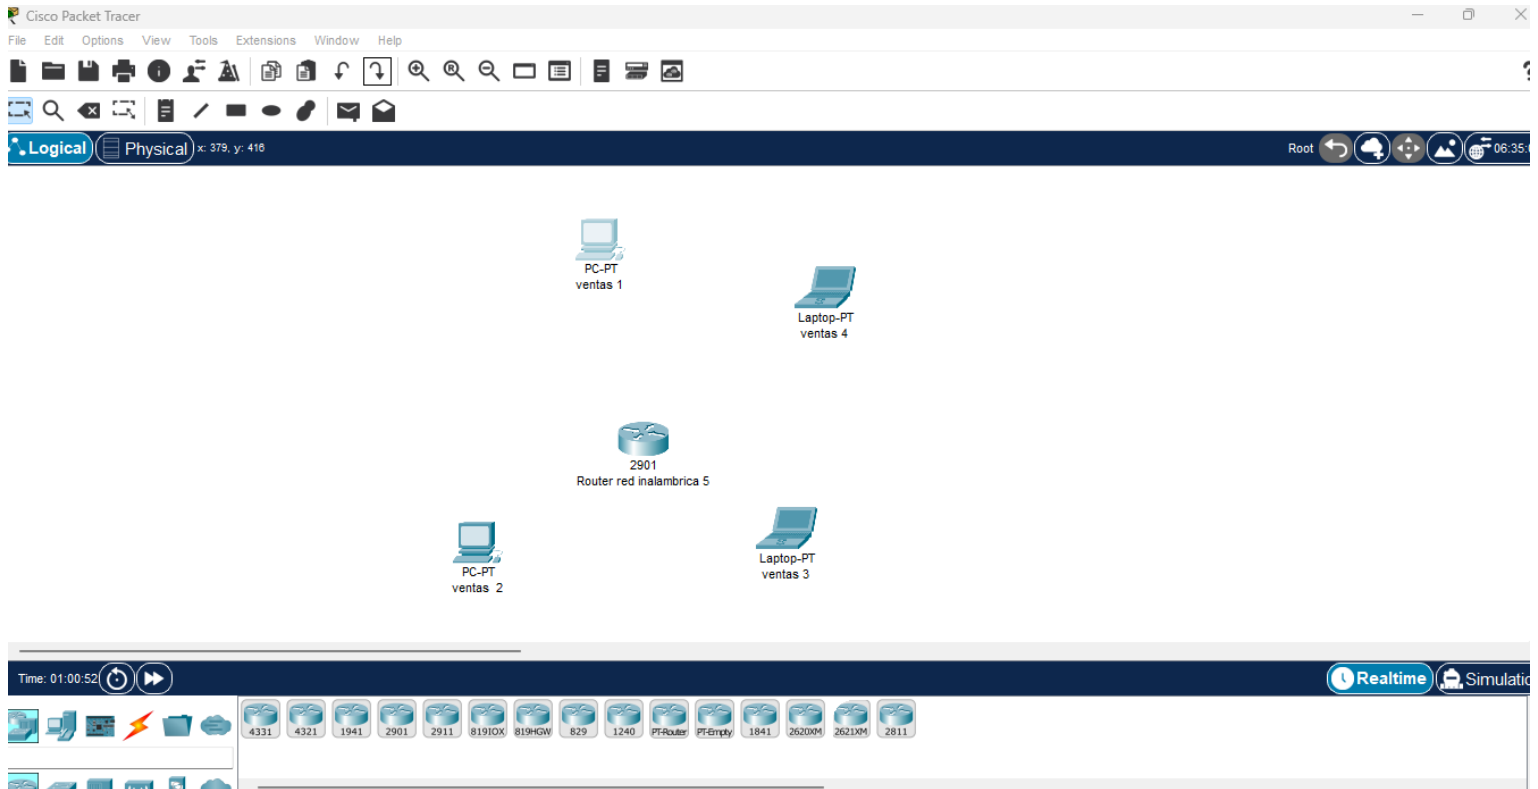 Cisco Packet Tracer
File Edit Options View Tools Extensions Window Help
Logical Physical x: 379, y: 416 Root
PC-PT
ventas 1
Laptop-PT
ventas 4
2901
Router red inalambrica 5
PC-PT
ventas 2
Laptop-PT
ventas 3
Time: 01:00:52 Realtime
4331 4321 1941 2901 2911 819IOX 819HGW 829 1240 PT-Router PT-Empty 1841 2620XM 2621XM 2811